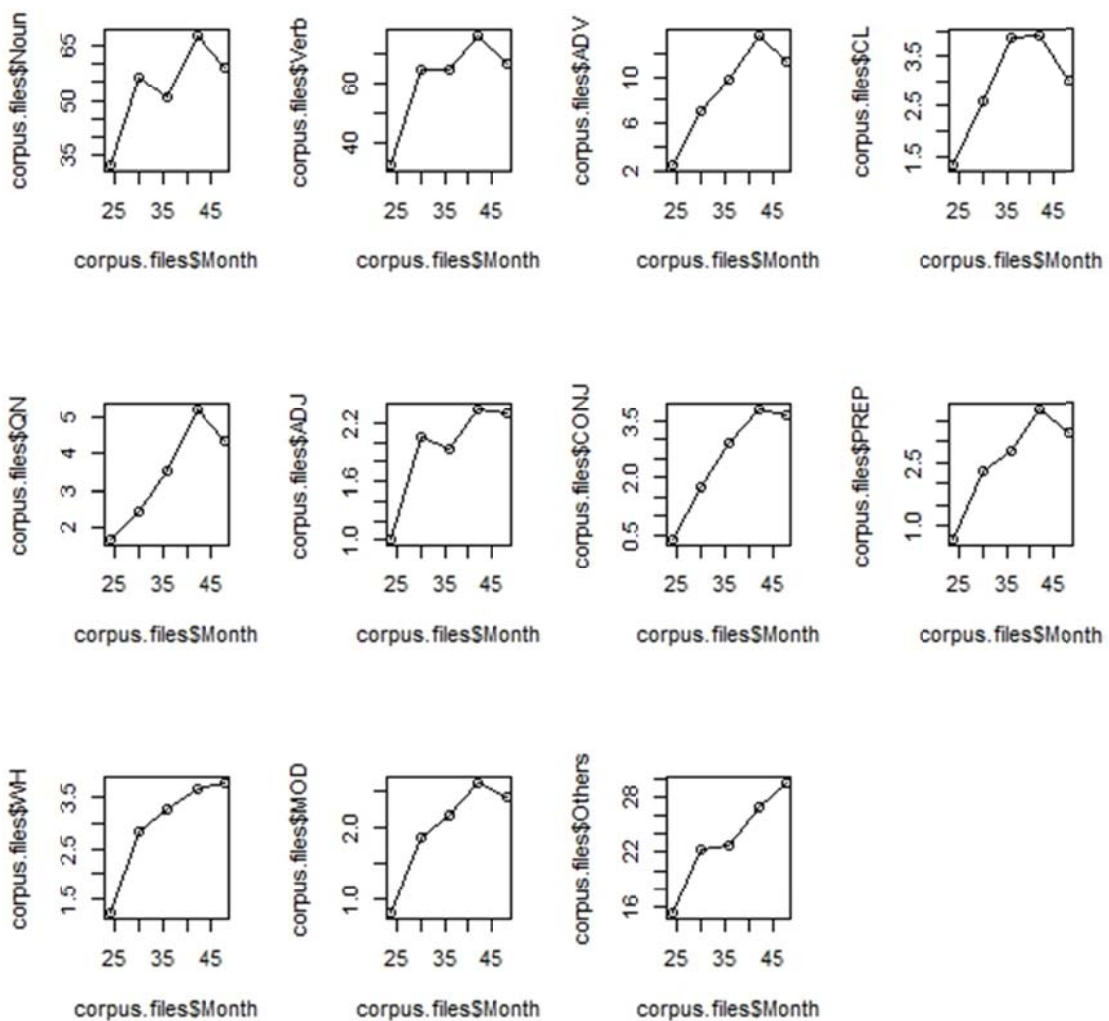 corpus.files$Noun
35 50 65
25 35 45
corpus.files$Month
corpus.files$Verb
40 60
25 35 45
corpus.files$Month
corpus.files$ADV
2 6 10
25 35 45
corpus.files$Month
corpus.files$CL
1.5 2.5 3.5
25 35 45
corpus.files$Month
corpus.files$QN
2 3 4 5
25 35 45
corpus.files$Month
corpus.files$ADJ
1.0 1.6 2.2
25 35 45
corpus.files$Month
corpus.files$CONJ
0.5 2.0 3.5
25 35 45
corpus.files$Month
corpus.files$PREP
1.0 2.5
25 35 45
corpus.files$Month
corpus.files$WH
1.5 2.5 3.5
25 35 45
corpus.files$Month
corpus.files$MOD
1.0 2.0
25 35 45
corpus.files$Month
corpus.files$Others
16 22 28
25 35 45
corpus.files$Month